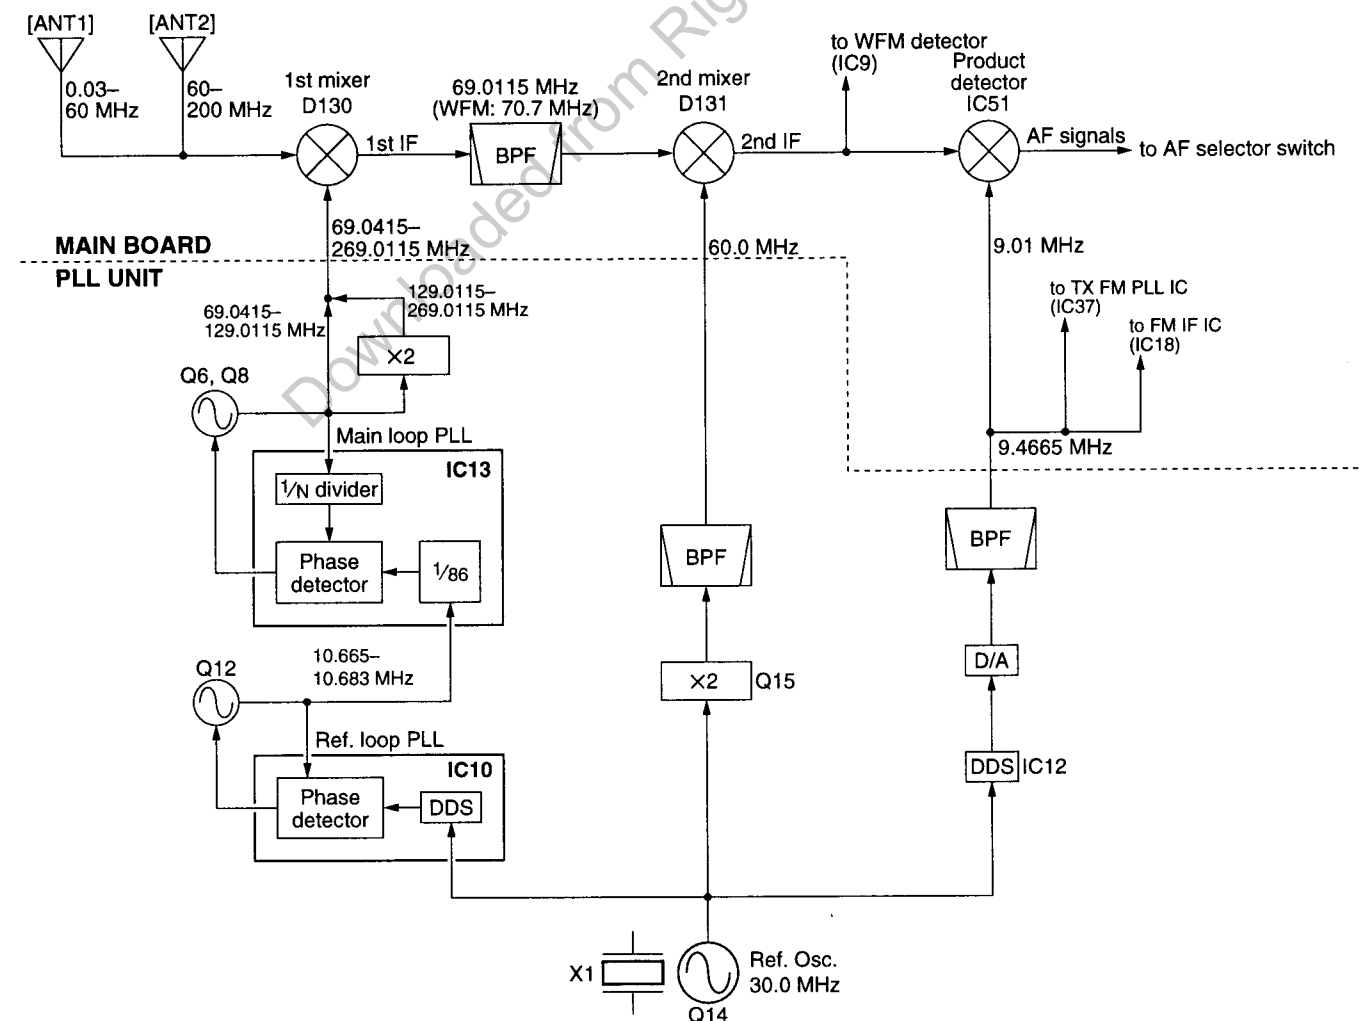 [ANT1]
[ANT2]
0.03–
60 MHz
60–
200 MHz
1st mixer
D130
1st IF
69.0115 MHz
(WFM: 70.7 MHz)
BPF
2nd mixer
D131
2nd IF
to WFM detector
(IC9)
Product
detector
IC51
AF signals
to AF selector switch
Downloaded from Rig
69.0415–
269.0115 MHz
60.0 MHz
9.01 MHz
MAIN BOARD
PLL UNIT
69.0415–
129.0115 MHz
129.0115–
269.0115 MHz
×2
to TX FM PLL IC
(IC37)
to FM IF IC
(IC18)
9.4665 MHz
Q6, Q8
Main loop PLL
IC13
1/N divider
Phase
detector
1/86
BPF
BPF
10.665–
10.683 MHz
Q12
×2
Q15
D/A
Ref. loop PLL
IC10
Phase
detector
DDS
DDS
IC12
X1
Ref. Osc.
30.0 MHz
Q14